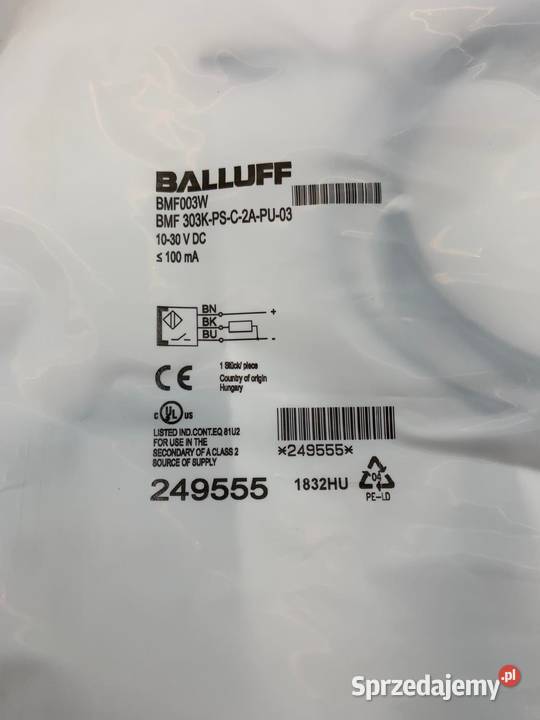 BALLUFF
BMF003W
BMF 303K-PS-C-2A-PU-03
10-30 V DC
≤ 100 mA
BN +
BK
BU -
CE
1 Stück/ piece
Country of origin
Hungary
c UL us
LISTED IND.CONT.EQ 81U2
FOR USE IN THE
SECONDARY OF A CLASS 2
SOURCE OF SUPPLY
*249555*
249555
1832HU
04
PE-LD
Sprzedajemy.pl